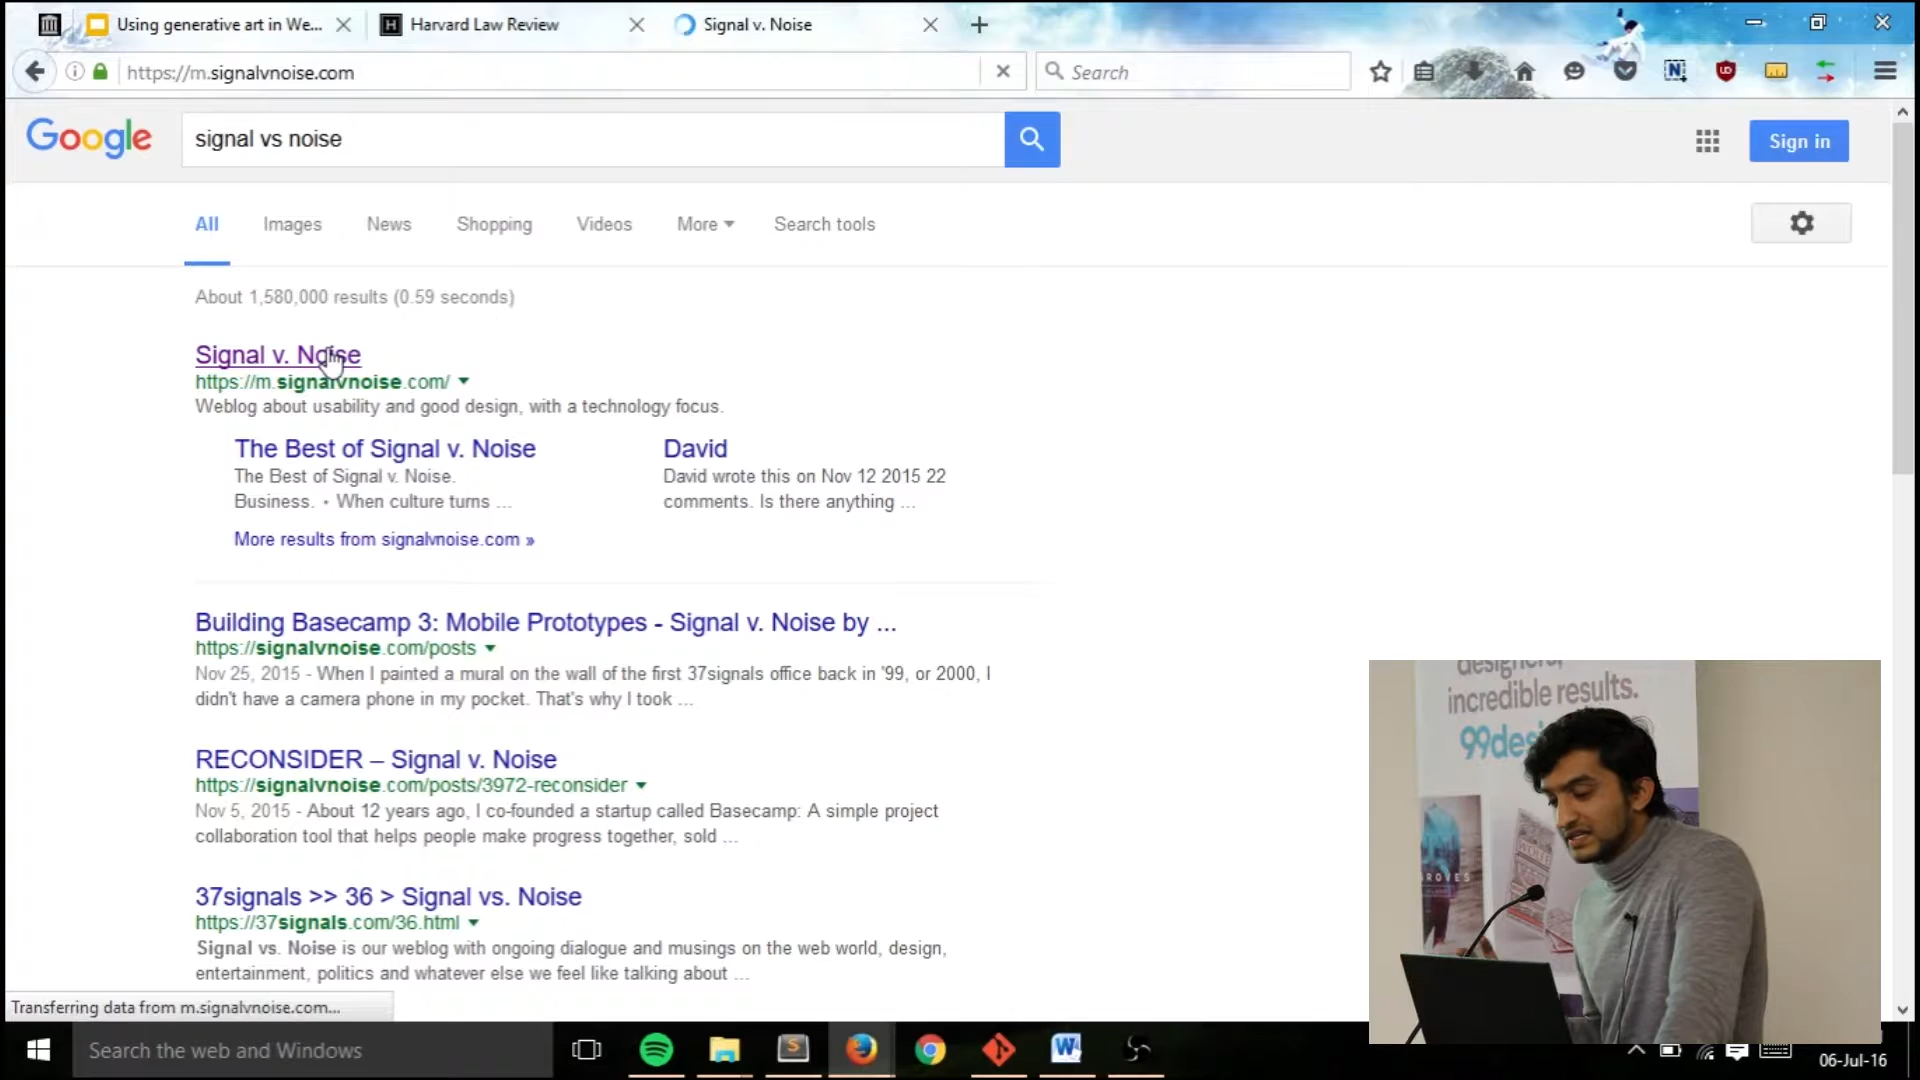 Using generative art in We...
Harvard Law Review
Signal v. Noise
https://m.signalvnoise.com
Search
Google
signal vs noise
Sign in
All
Images
News
Shopping
Videos
More
Search tools
About 1,580,000 results (0.59 seconds)
Signal v. Noise
https://m.signalvnoise.com/
Weblog about usability and good design, with a technology focus.
The Best of Signal v. Noise
The Best of Signal v. Noise.
Business. • When culture turns ...
David
David wrote this on Nov 12 2015 22
comments. Is there anything ...
More results from signalvnoise.com »
Building Basecamp 3: Mobile Prototypes - Signal v. Noise by ...
https://signalvnoise.com/posts
Nov 25, 2015 - When I painted a mural on the wall of the first 37signals office back in '99, or 2000, I
didn't have a camera phone in my pocket. That's why I took ...
RECONSIDER – Signal v. Noise
https://signalvnoise.com/posts/3972-reconsider
Nov 5, 2015 - About 12 years ago, I co-founded a startup called Basecamp: A simple project
collaboration tool that helps people make progress together, sold ...
37signals >> 36 > Signal vs. Noise
https://37signals.com/36.html
Signal vs. Noise is our weblog with ongoing dialogue and musings on the web world, design,
entertainment, politics and whatever else we feel like talking about ...
designers,
incredible results.
99des
Transferring data from m.signalvnoise.com...
Search the web and Windows
06-Jul-16